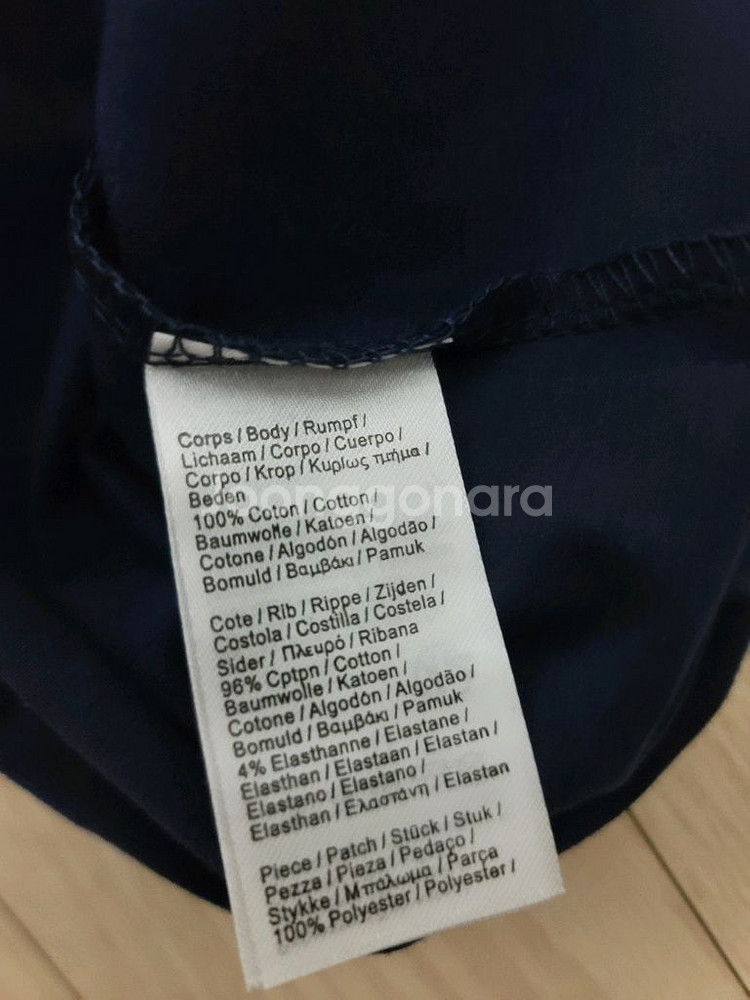 Corps / Body / Rumpf /
Lichaam / Corpo / Cuerpo /
Corpo / Krop / Κυρίως τμήμα /
Beden
100% Coton / Cotton /
Baumwolle / Katoen /
Cotone / Algodón / Algodão /
Bomuld / Βαμβάκι / Pamuk
Cote / Rib / Rippe / Zijden /
Costola / Costilla / Costela /
Sider / Πλευρό / Ribana
96% Cptpn / Cotton /
Baumwolle / Katoen /
Cotone / Algodón / Algodão /
Bomuld / Βαμβάκι / Pamuk
4% Elasthanne / Elastane /
Elasthan / Elastaan / Elastan /
Elastano / Elastano /
Elasthan / Ελαστάνη / Elastan
Piece / Patch / Stück / Stuk /
Pezza / Pieza / Pedaço /
Stykke / Μπάλωμα / Parça
100% Polyester / Polyester /
Joonggonara